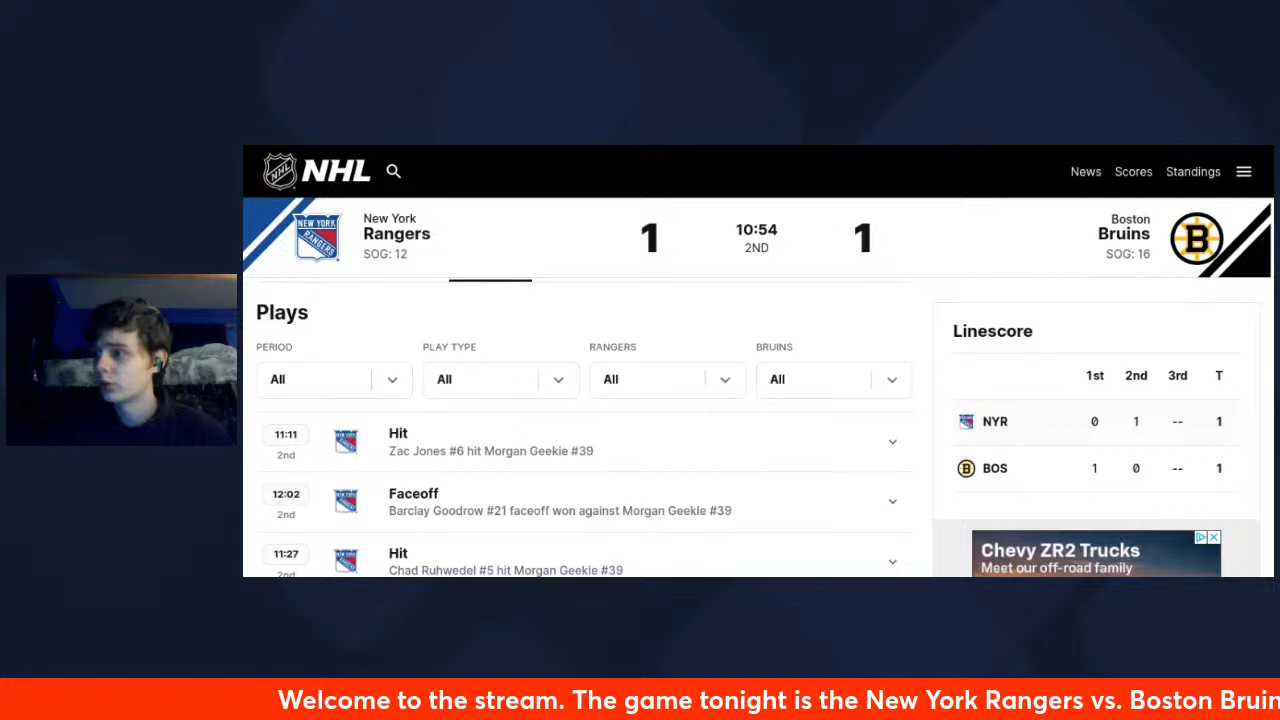 NHL
NHL
News Scores Standings
NEW YORK
RANGERS
New York
Rangers
SOG: 12
1
10:54
2ND
1
Boston
Bruins
SOG: 16
B
Plays
PERIOD PLAY TYPE RANGERS BRUINS
All All All All
11:11
2nd
Hit
Zac Jones #6 hit Morgan Geekie #39
12:02
2nd
Faceoff
Barclay Goodrow #21 faceoff won against Morgan Geekie #39
11:27
2nd
Hit
Chad Ruhwedel #5 hit Morgan Geekie #39
Linescore
1st 2nd 3rd T
NYR 0 1 -- 1
B BOS 1 0 -- 1
Chevy ZR2 Trucks
Meet our off-road family
Welcome to the stream. The game tonight is the New York Rangers vs. Boston Bruin